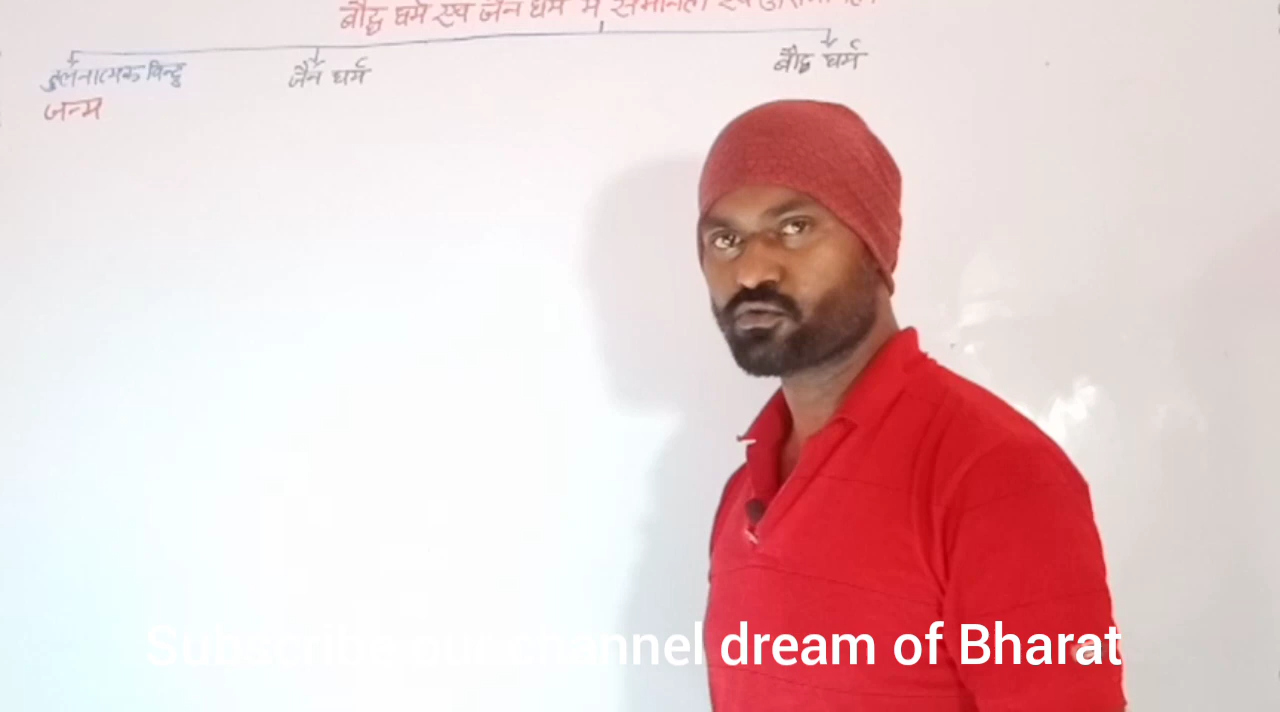 बौद्ध धर्म एवं जैन धर्म में समानता एवं
तुलनात्मक बिन्दु जैन धर्म बौद्ध धर्म
जन्म
Subscribe our channel dream of Bharat